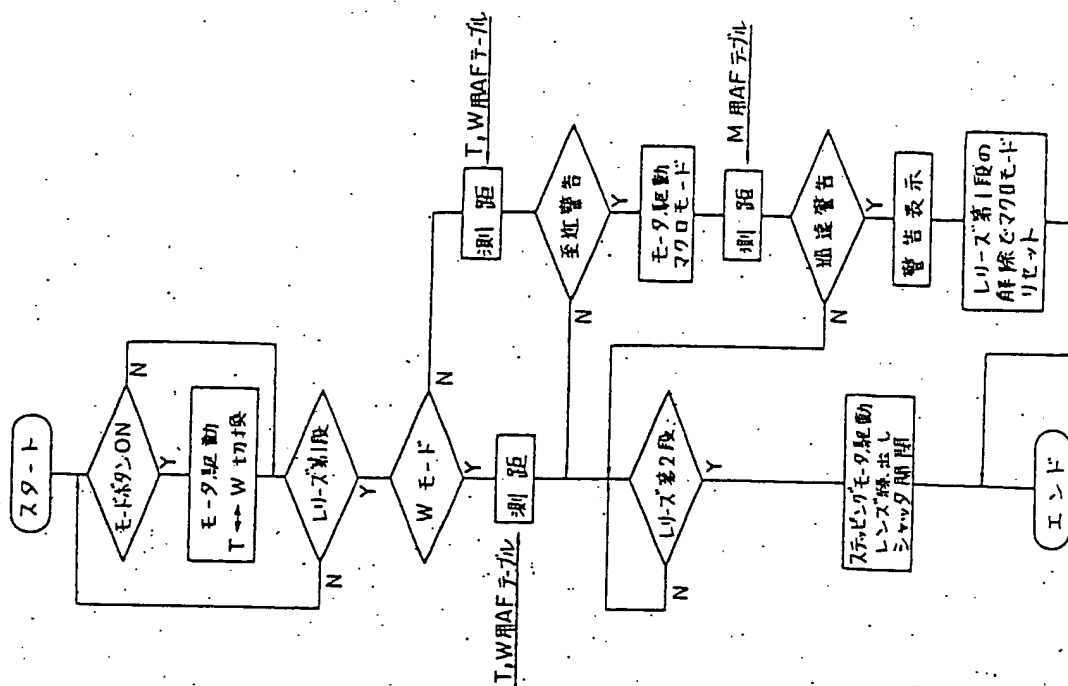 スタート
モードボタンON
N
Y
モータ駆動
T↔W切換
レリーズ第1段
N
Y
Wモード
N
Y
測距
T,W用AFテーブル
レリーズ第2段
N
Y
ステッピングモータ駆動
レンズ繰出し
シャッタ開閉
エンド
測距
T,W用AFテーブル
至近警告
N
Y
モータ駆動
マクロモード
測距
M用AFテーブル
過遠警告
N
Y
警告表示
レリーズ第1段の
解除でマクロモード
リセット